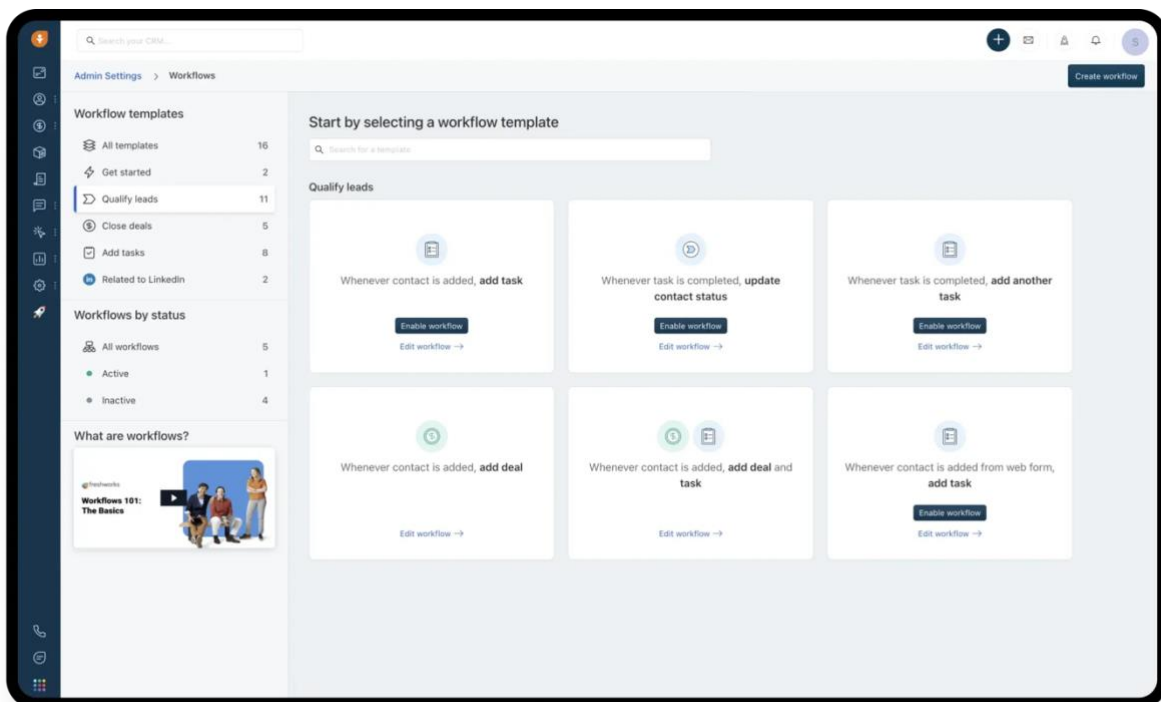 Search your CRM...
S
Admin Settings > Workflows
Create workflow
Workflow templates
All templates 16
Get started 2
Qualify leads 11
Close deals 5
Add tasks 8
in Related to LinkedIn 2
Workflows by status
All workflows 5
Active 1
Inactive 4
What are workflows?
freshworks
Workflows 101:
The Basics
Start by selecting a workflow template
Search for a template
Qualify leads
Whenever contact is added, add task
Enable workflow
Edit workflow →
Whenever task is completed, update
contact status
Enable workflow
Edit workflow →
Whenever task is completed, add another
task
Enable workflow
Edit workflow →
Whenever contact is added, add deal
Edit workflow →
Whenever contact is added, add deal and
task
Edit workflow →
Whenever contact is added from web form,
add task
Enable workflow
Edit workflow →